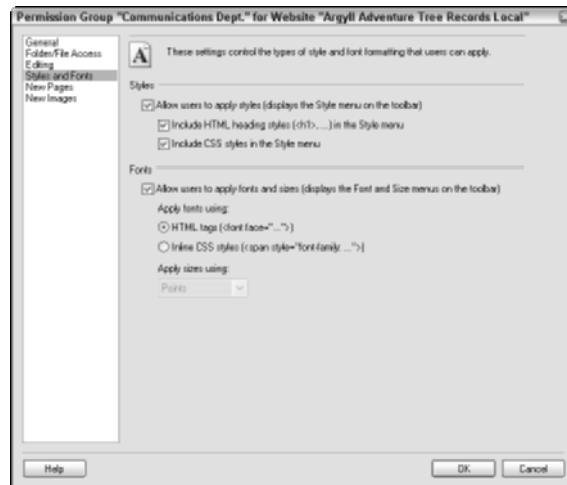 Permission Group "Communications Dept." for Website "Argyll Adventure Tree Records Local"
General
Folder/File Access
Editing
Styles and Fonts
New Pages
New Images
A
These settings control the types of style and font formatting that users can apply.
Styles
Allow users to apply styles (displays the Style menu on the toolbar)
Include HTML heading styles (<h1>, ...) in the Style menu
Include CSS styles in the Style menu
Fonts
Allow users to apply fonts and sizes (displays the Font and Size menus on the toolbar)
Apply fonts using:
HTML tags (<font face="...">)
Inline CSS styles (<span style="font-family: ...">)
Apply sizes using:
Points
Help
OK
Cancel